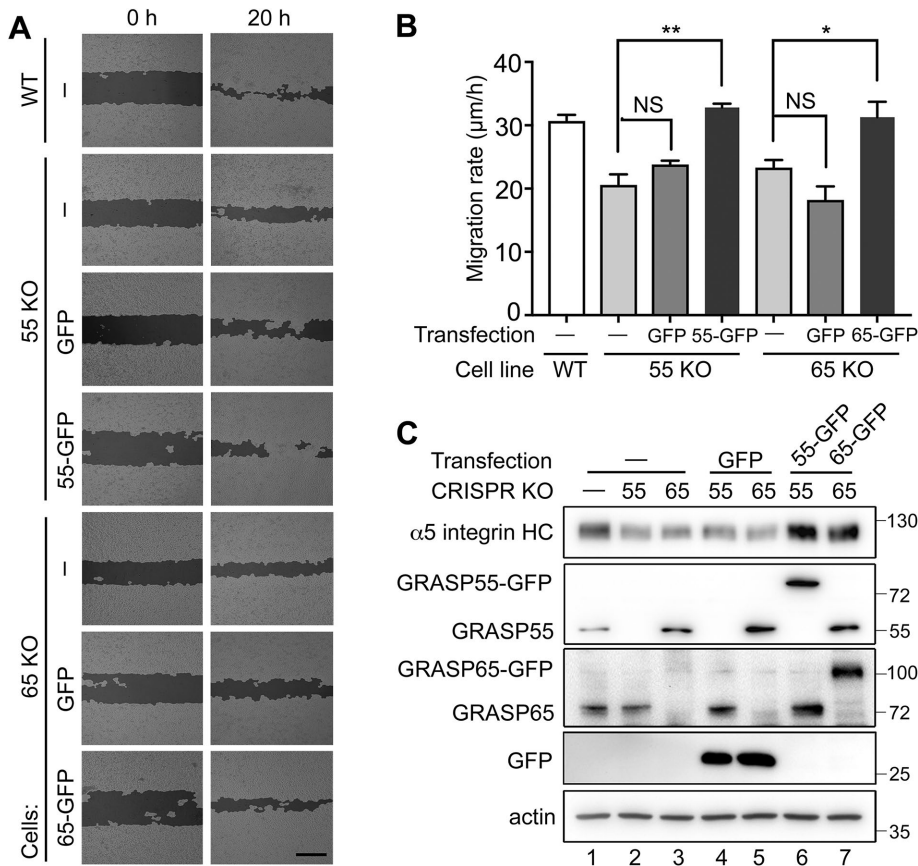 A
0 h
20 h
WT
–
55 KO
–
GFP
55-GFP
65 KO
–
GFP
65-GFP
Cells:
B
Migration rate (µm/h)
40
30
20
10
0
NS
**
NS
*
Transfection — — GFP 55-GFP — GFP 65-GFP
Cell line WT 55 KO 65 KO
C
Transfection — GFP 55-GFP 65-GFP
CRISPR KO — 55 65 55 65 55 65
α5 integrin HC
130
GRASP55-GFP
72
GRASP55
55
GRASP65-GFP
100
GRASP65
72
GFP
25
actin
35
1 2 3 4 5 6 7